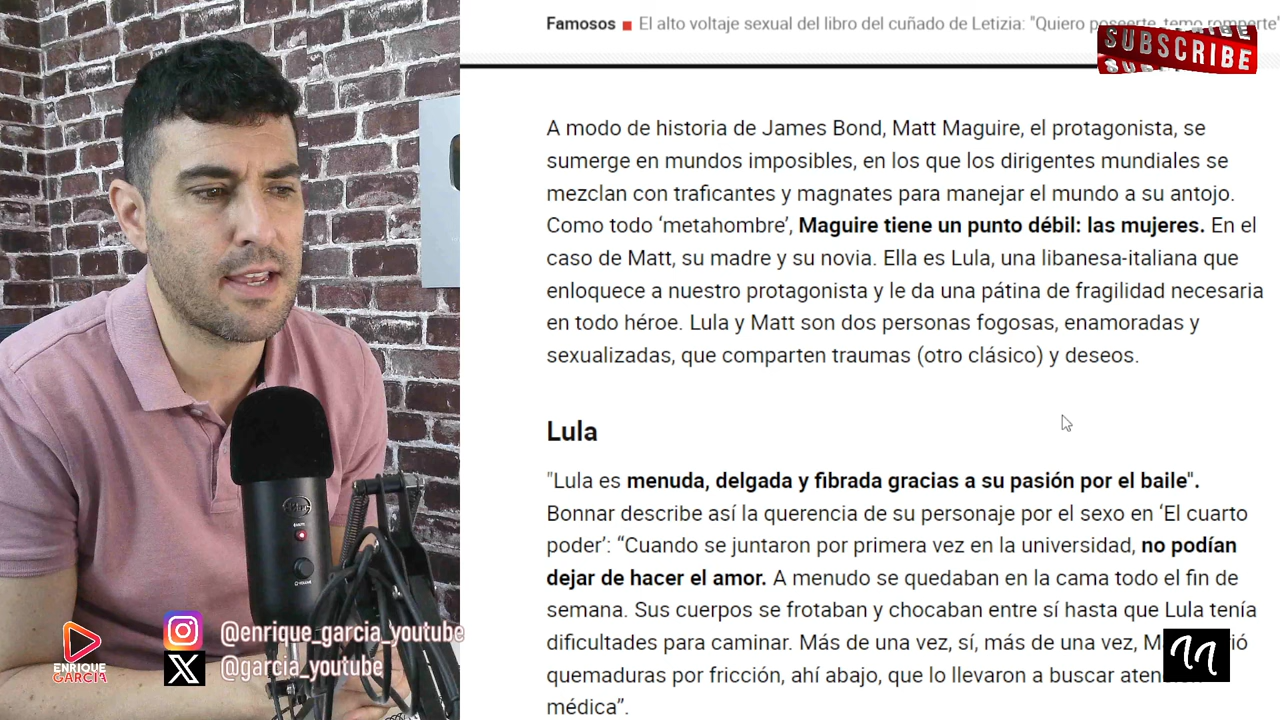 Famosos ■ El alto voltaje sexual del libro del cuñado de Letizia: "Quiero poseerte, temo romperte"
SUBSCRIBE
A modo de historia de James Bond, Matt Maguire, el protagonista, se
sumerge en mundos imposibles, en los que los dirigentes mundiales se
mezclan con traficantes y magnates para manejar el mundo a su antojo.
Como todo ‘metahombre’, Maguire tiene un punto débil: las mujeres. En el
caso de Matt, su madre y su novia. Ella es Lula, una libanesa-italiana que
enloquece a nuestro protagonista y le da una pátina de fragilidad necesaria
en todo héroe. Lula y Matt son dos personas fogosas, enamoradas y
sexualizadas, que comparten traumas (otro clásico) y deseos.
Lula
"Lula es menuda, delgada y fibrada gracias a su pasión por el baile".
Bonnar describe así la querencia de su personaje por el sexo en ‘El cuarto
poder’: “Cuando se juntaron por primera vez en la universidad, no podían
dejar de hacer el amor. A menudo se quedaban en la cama todo el fin de
semana. Sus cuerpos se frotaban y chocaban entre sí hasta que Lula tenía
dificultades para caminar. Más de una vez, sí, más de una vez,
quemaduras por fricción, ahí abajo, que lo llevaron a buscar
médica”.
ENRIQUE
GARCIA
@enrique_garcia_youtube
@garcia_youtube